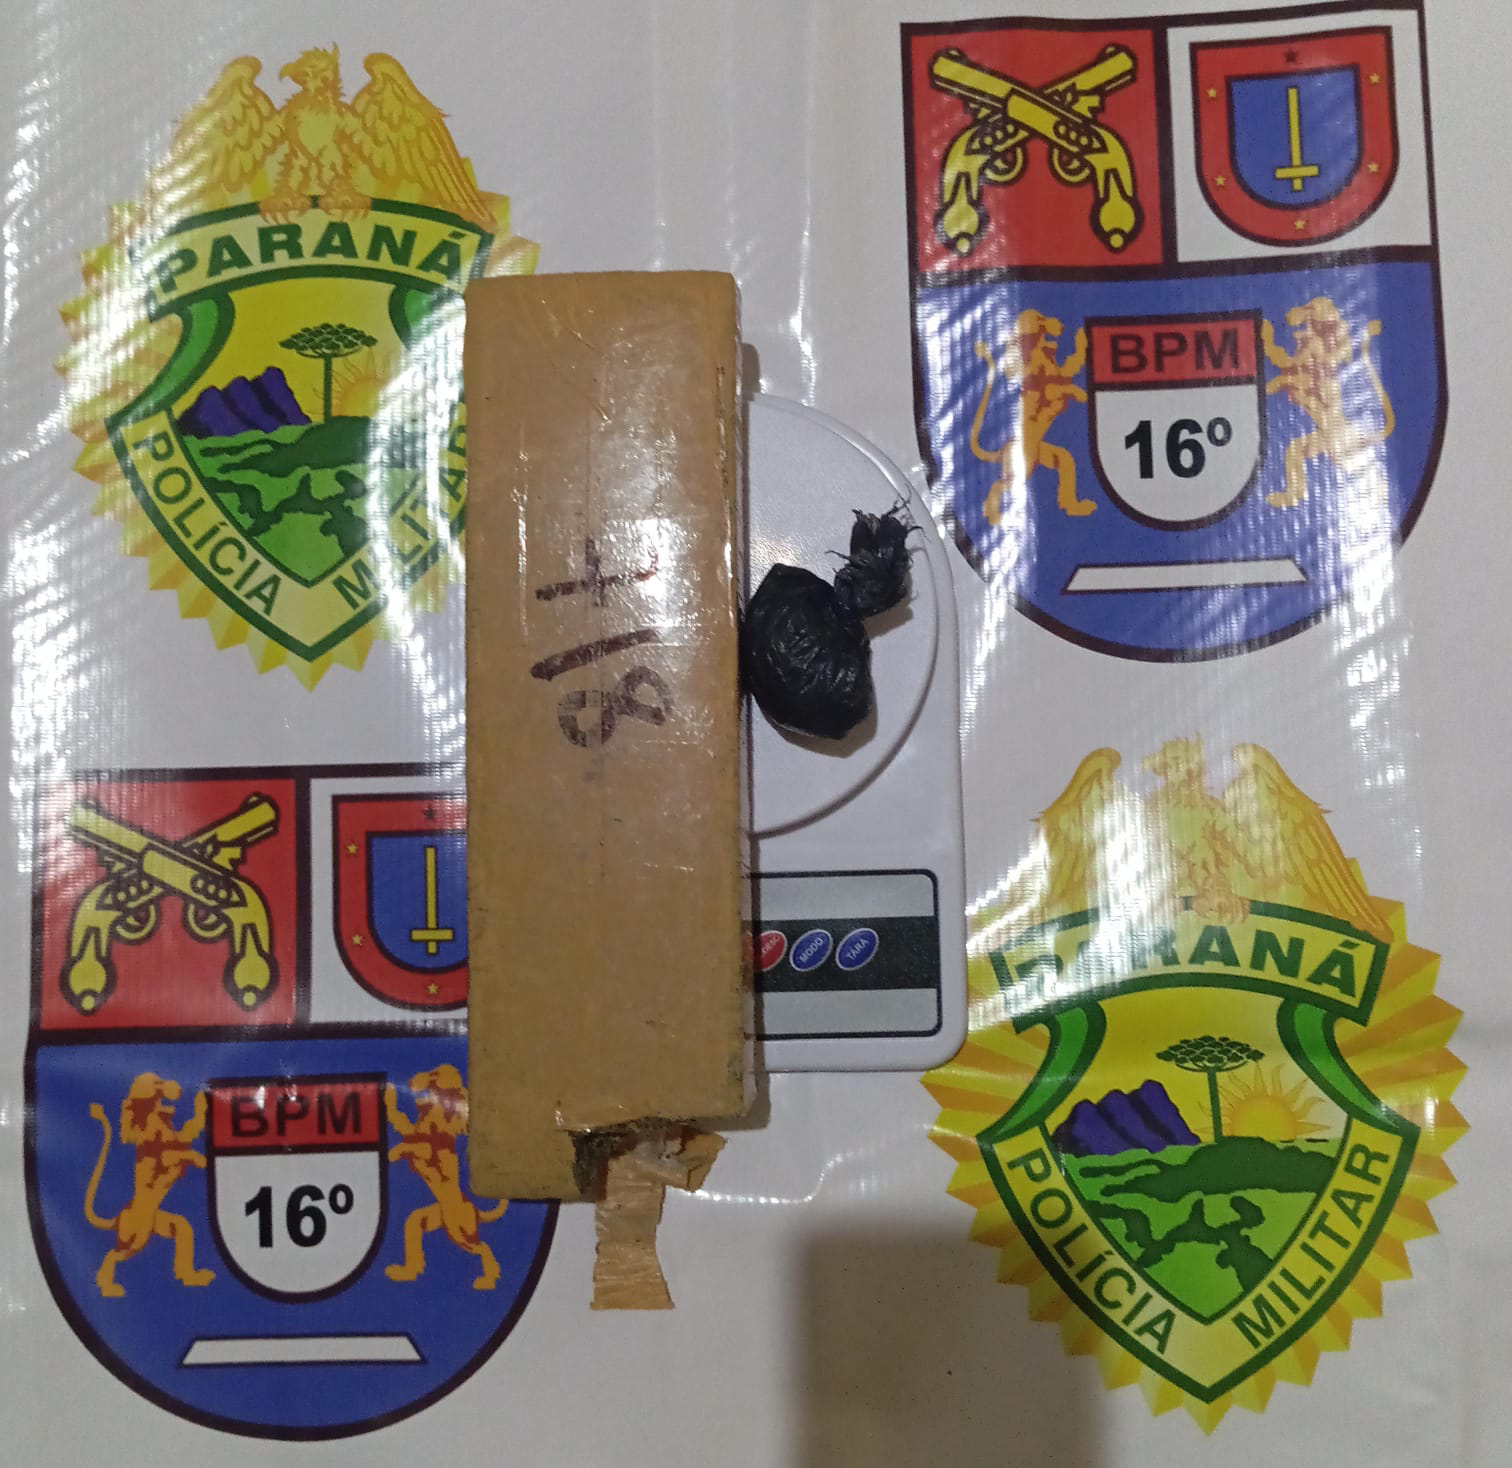 PARANÁ
POLÍCIA MILITAR
BPM
16º
MODO
TARA
BPM
16º
PARANÁ
POLÍCIA MILITAR